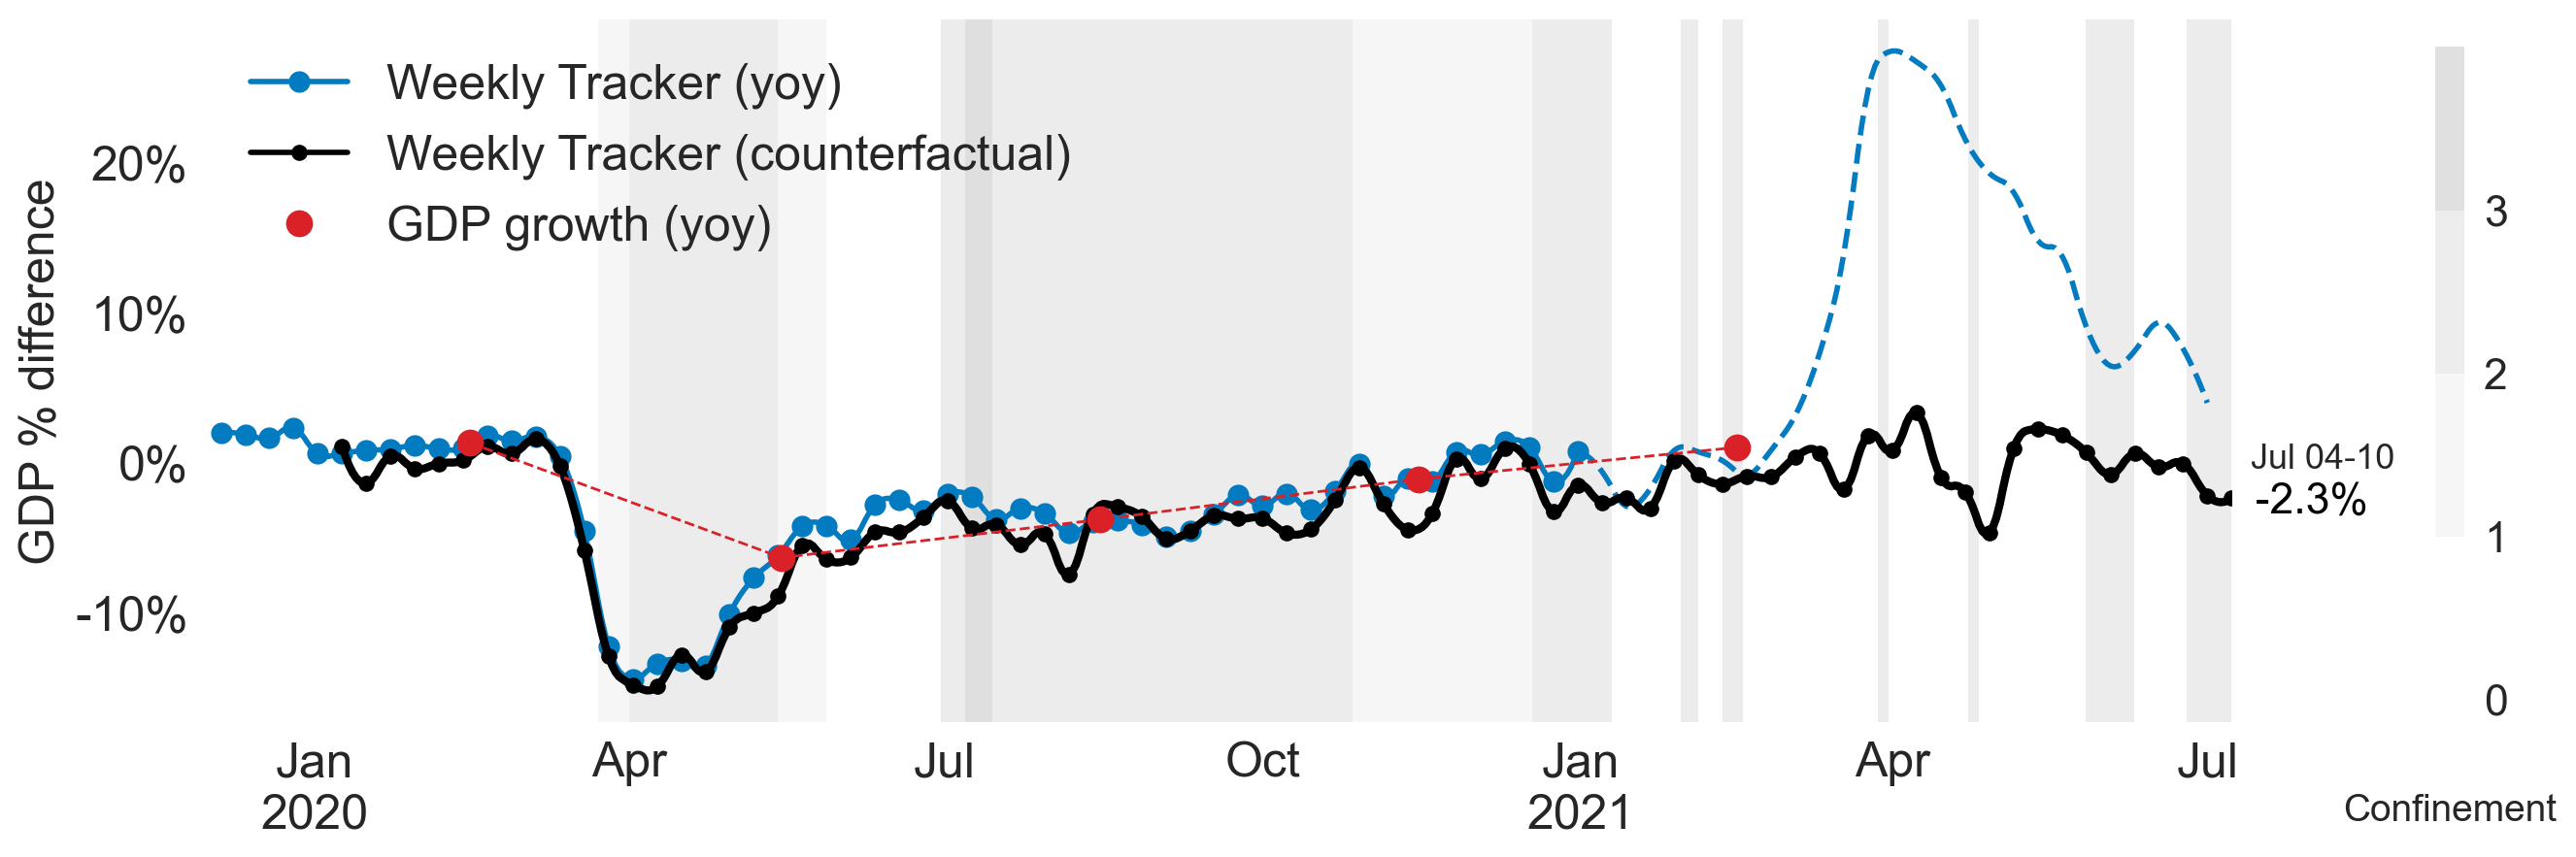 Weekly Tracker (yoy)
Weekly Tracker (counterfactual)
GDP growth (yoy)
GDP % difference
20%
10%
0%
-10%
Jan
2020
Apr
Jul
Oct
Jan
2021
Apr
Jul
Jul 04-10
-2.3%
3
2
1
0
Confinement